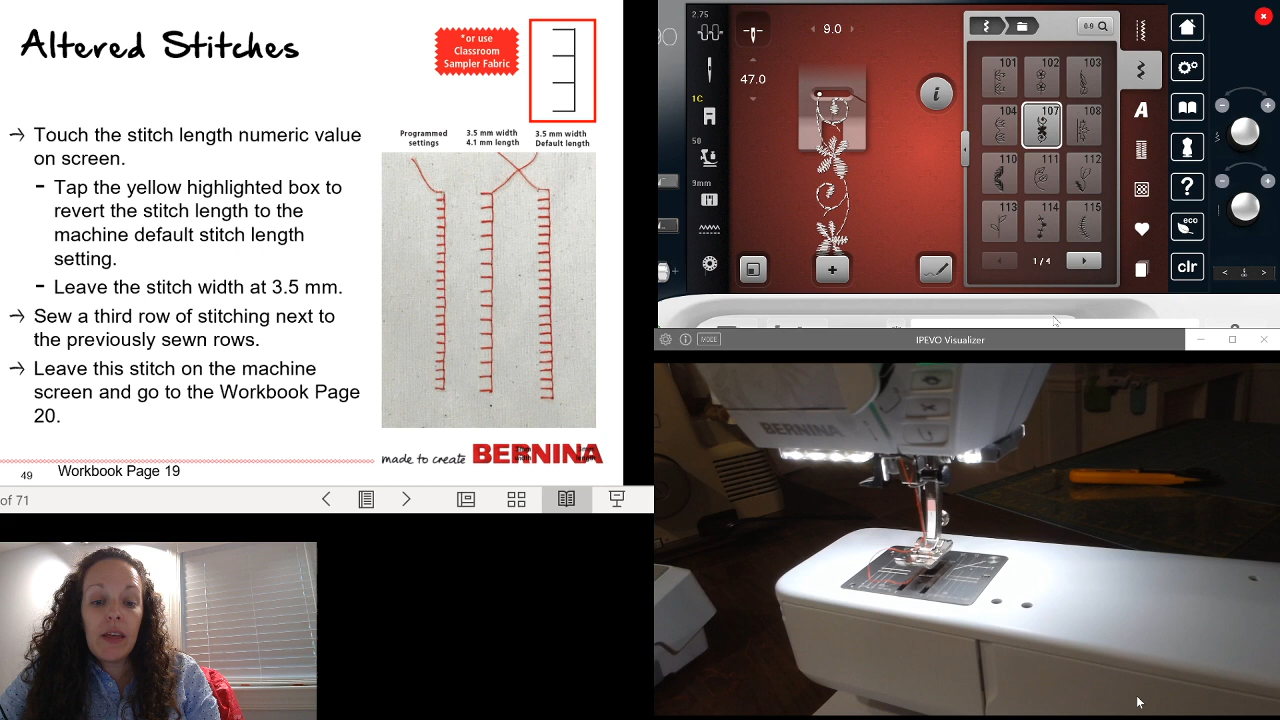 Altered Stitches
*or use
Classroom
Sampler Fabric
→ Touch the stitch length numeric value
on screen.
- Tap the yellow highlighted box to
revert the stitch length to the
machine default stitch length
setting.
- Leave the stitch width at 3.5 mm.
→ Sew a third row of stitching next to
the previously sewn rows.
→ Leave this stitch on the machine
screen and go to the Workbook Page
20.
Programmed
settings
3.5 mm width
4.1 mm length
3.5 mm width
Default length
made to create BERNINA
49 Workbook Page 19
of 71
2.75
9.0
47.0
1C
50
9mm
i
0-9
101 102 103
104 107 108
110 111 112
113 114 115
1/4
A
?
eco
clr
MODE
IPEVO Visualizer
BERNINA